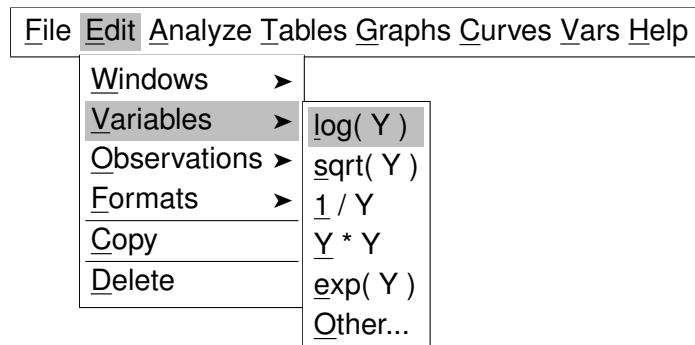 File Edit Analyze Tables Graphs Curves Vars Help
Windows ➤
Variables ➤
Observations ➤
Formats ➤
Copy
Delete
log( Y )
sqrt( Y )
1 / Y
Y * Y
exp( Y )
Other...